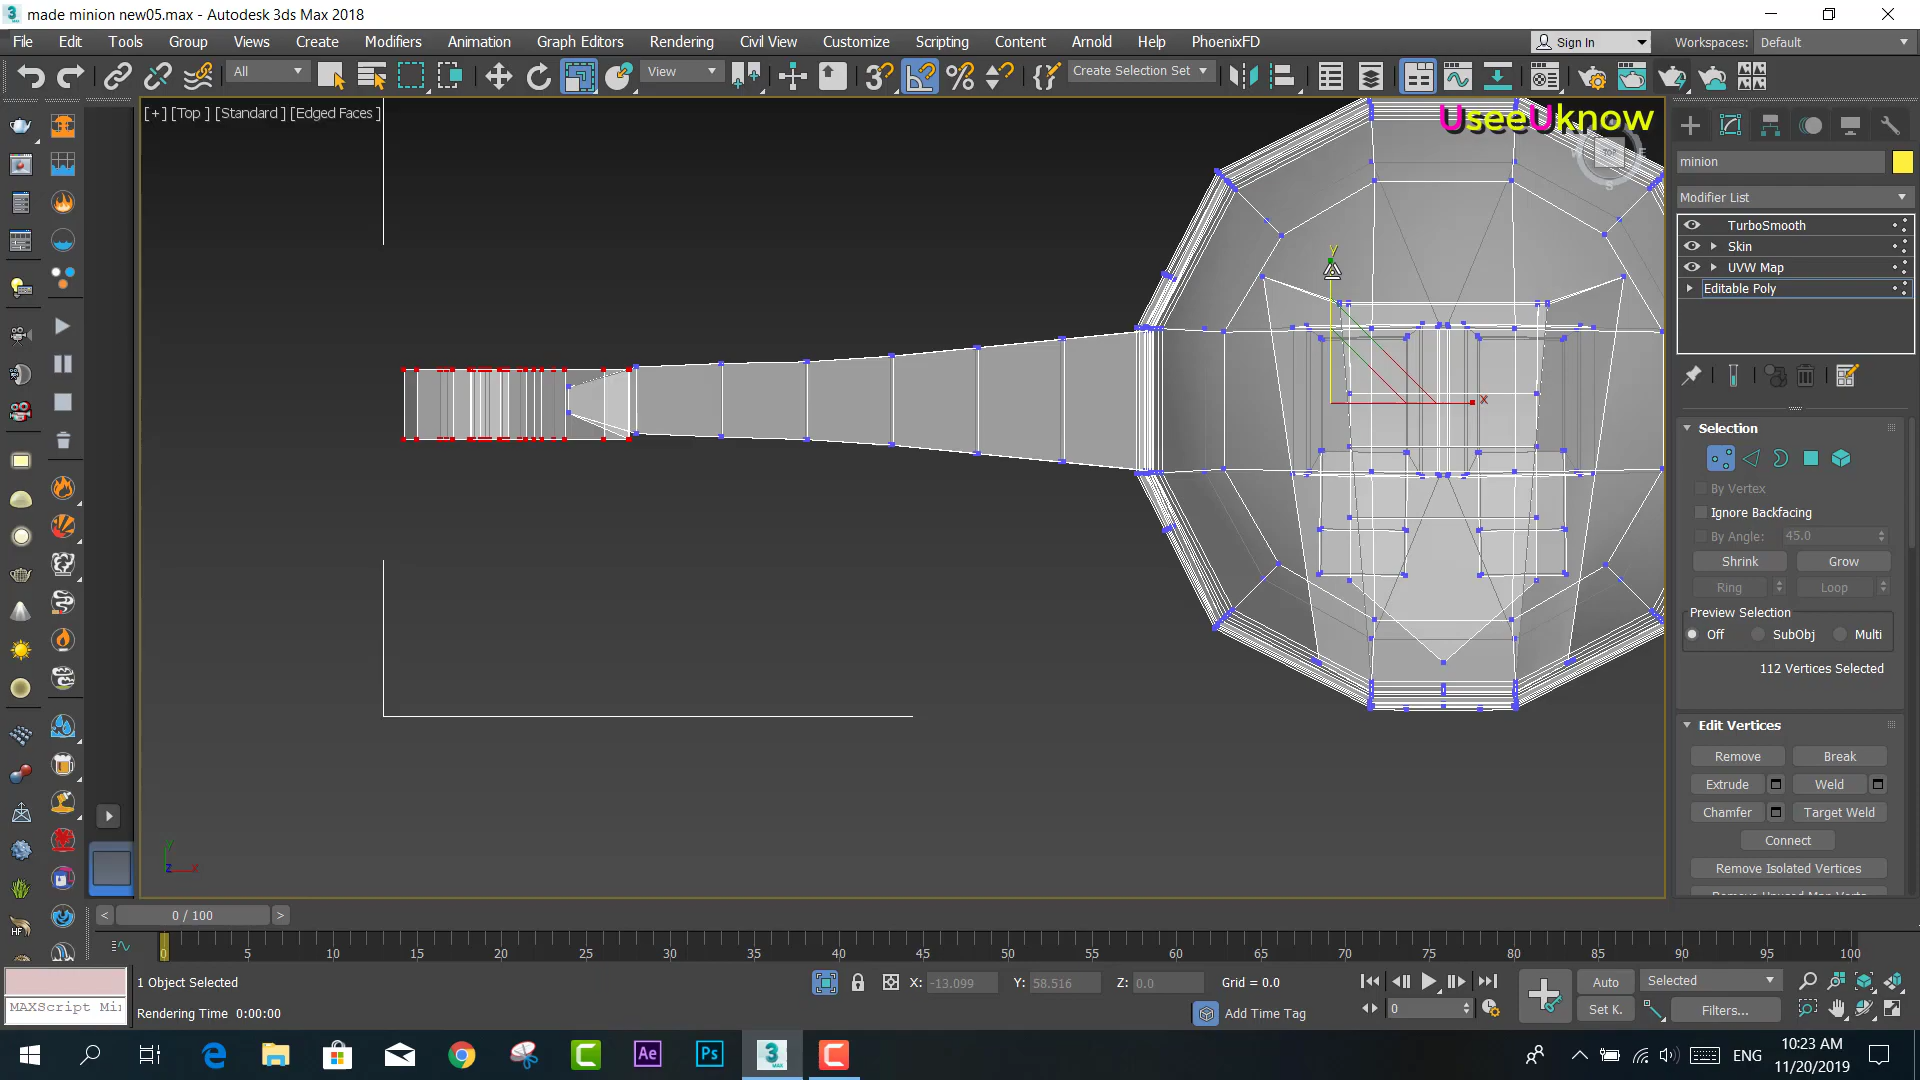 made minion new05.max - Autodesk 3ds Max 2018
File Edit Tools Group Views Create Modifiers Animation Graph Editors Rendering Civil View Customize Scripting Content Arnold Help PhoenixFD
Sign In
Workspaces: Default
All
View
Create Selection Set
[+] [Top ] [Standard ] [Edged Faces ]
UseeUknow
TOP
minion
Modifier List
TurboSmooth
Skin
UVW Map
Editable Poly
y
x
Selection
By Vertex
Ignore Backfacing
By Angle: 45.0
Shrink Grow
Ring Loop
Preview Selection
Off SubObj Multi
112 Vertices Selected
Edit Vertices
Remove Break
Extrude Weld
Chamfer Target Weld
Connect
Remove Isolated Vertices
Remove Unused Map Verts
< 0 / 100 >
0 5 10 15 20 25 30 35 40 45 50 55 60 65 70 75 80 85 90 95 100
1 Object Selected
X: -13.099 Y: 58.516 Z: 0.0 Grid = 0.0
Auto Selected
MAXScript Mi
Rendering Time 0:00:00
Add Time Tag
0
Set K. Filters...
ENG
10:23 AM
11/20/2019